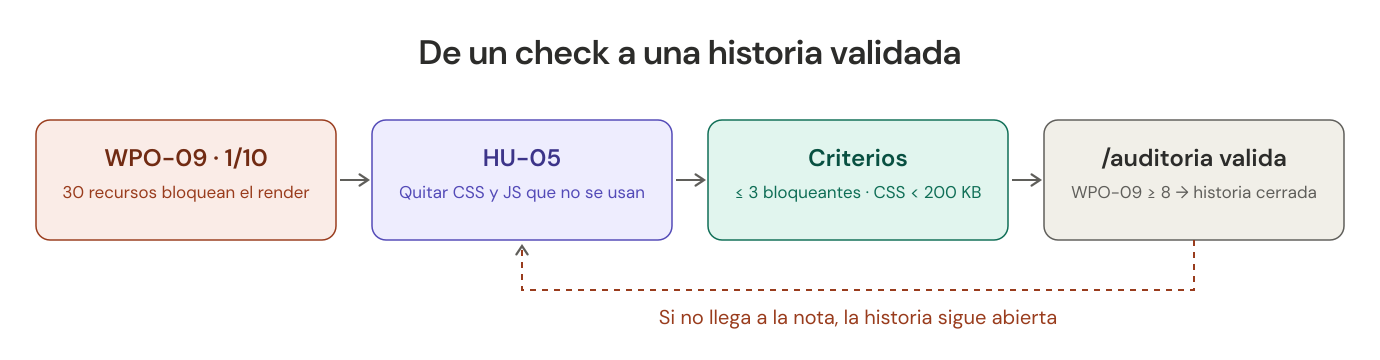 De un check a una historia validada
WPO-09 · 1/10
30 recursos bloquean el render
HU-05
Quitar CSS y JS que no se usan
Criterios
≤ 3 bloqueantes · CSS < 200 KB
/auditoria valida
WPO-09 ≥ 8 → historia cerrada
Si no llega a la nota, la historia sigue abierta